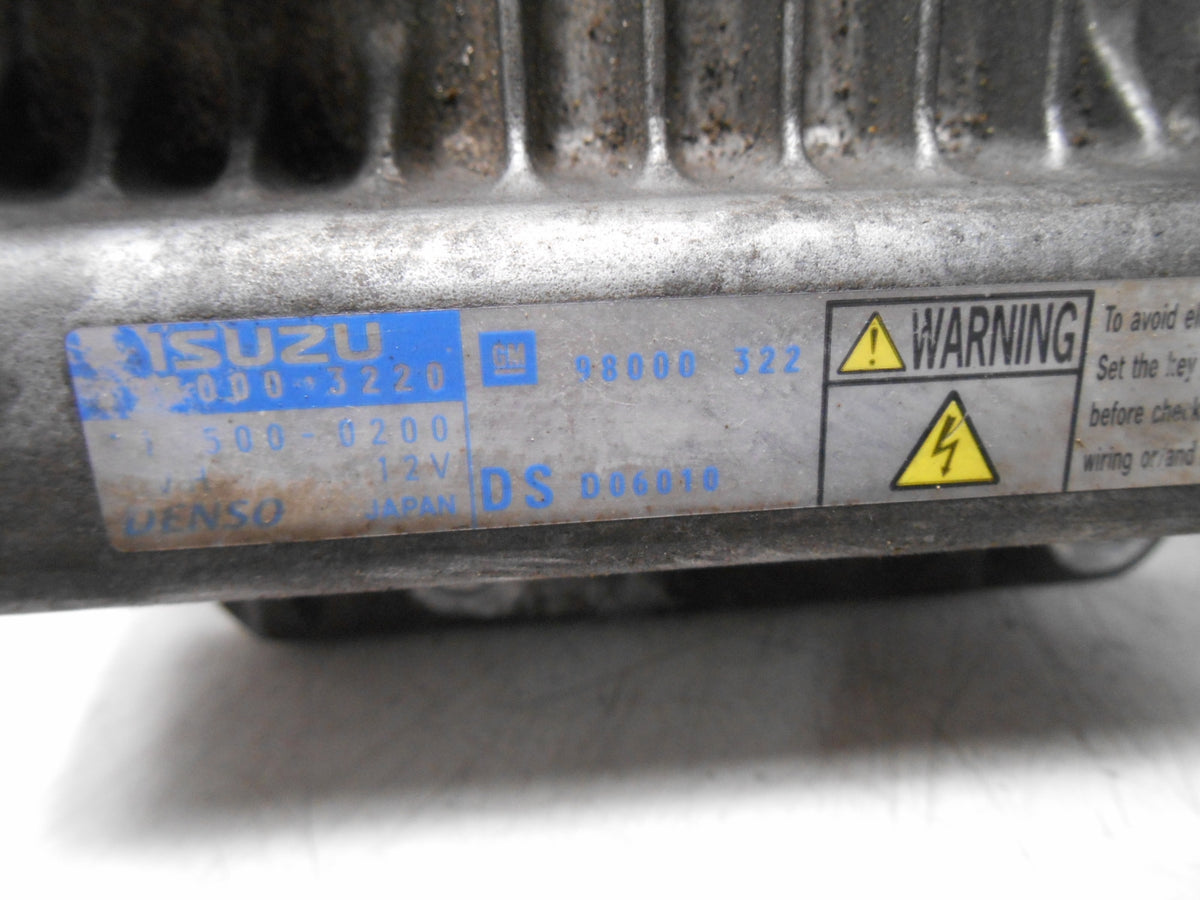 ISUZU
000-3220
500-0200
12V
DENSO JAPAN
GM 98000 322
DS D06010
WARNING
To avoid
Set the key
before
wiring or/and